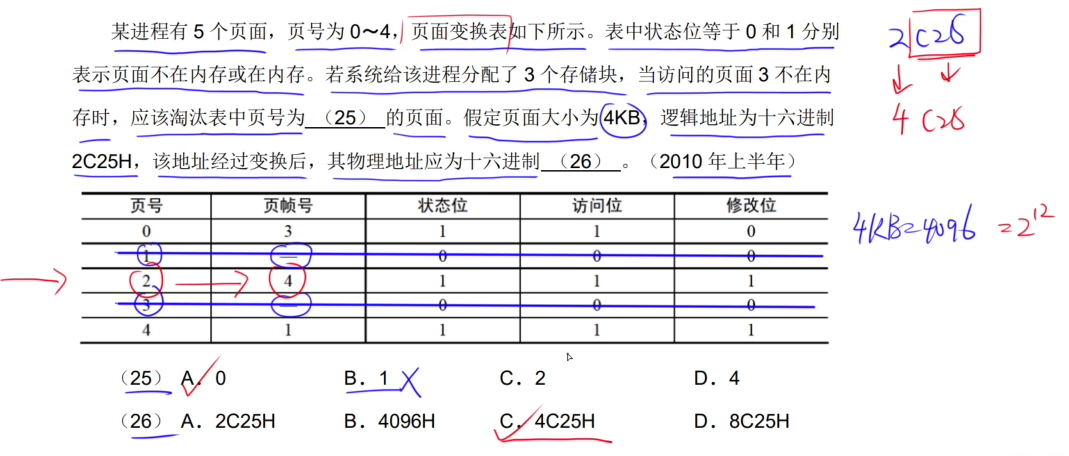 某进程有 5 个页面，页号为 0～4，页面变换表如下所示。表中状态位等于 0 和 1 分别
表示页面不在内存或在内存。若系统给该进程分配了 3 个存储块，当访问的页面 3 不在内
存时，应该淘汰表中页号为 （25） 的页面。假定页面大小为 4KB，逻辑地址为十六进制
2C25H，该地址经过变换后，其物理地址应为十六进制 （26） 。（2010 年上半年）
2 C25
4 C25
页号 页帧号 状态位 访问位 修改位
0 3 1 1 0
1 — 0 0 0
2 4 1 1 1
3 — 0 0 0
4 1 1 1 1
4KB=4096 =2^12
（25） A．0 B．1 C．2 D．4
（26） A．2C25H B．4096H C．4C25H D．8C25H